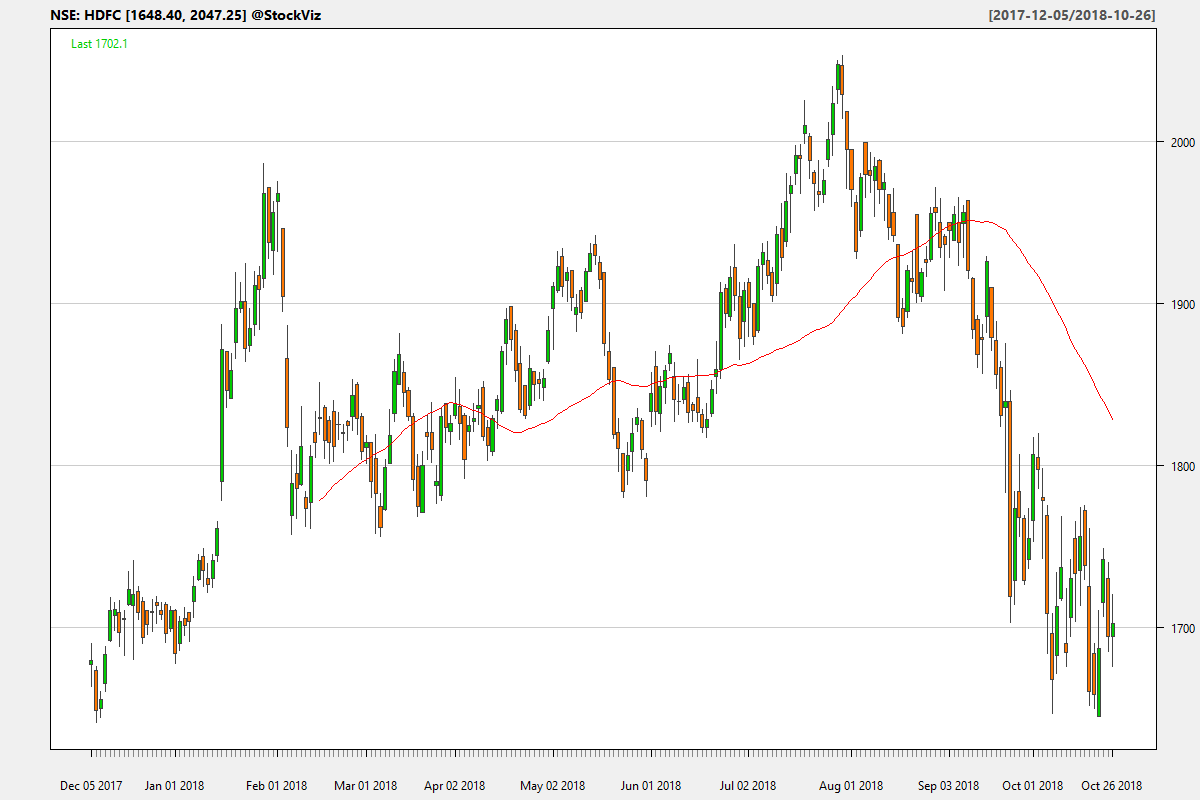 NSE: HDFC [1648.40, 2047.25] @StockViz
[2017-12-05/2018-10-26]
Last 1702.1
2000
1900
1800
1700
Dec 05 2017 Jan 01 2018 Feb 01 2018 Mar 01 2018 Apr 02 2018 May 02 2018 Jun 01 2018 Jul 02 2018 Aug 01 2018 Sep 03 2018 Oct 01 2018 Oct 26 2018